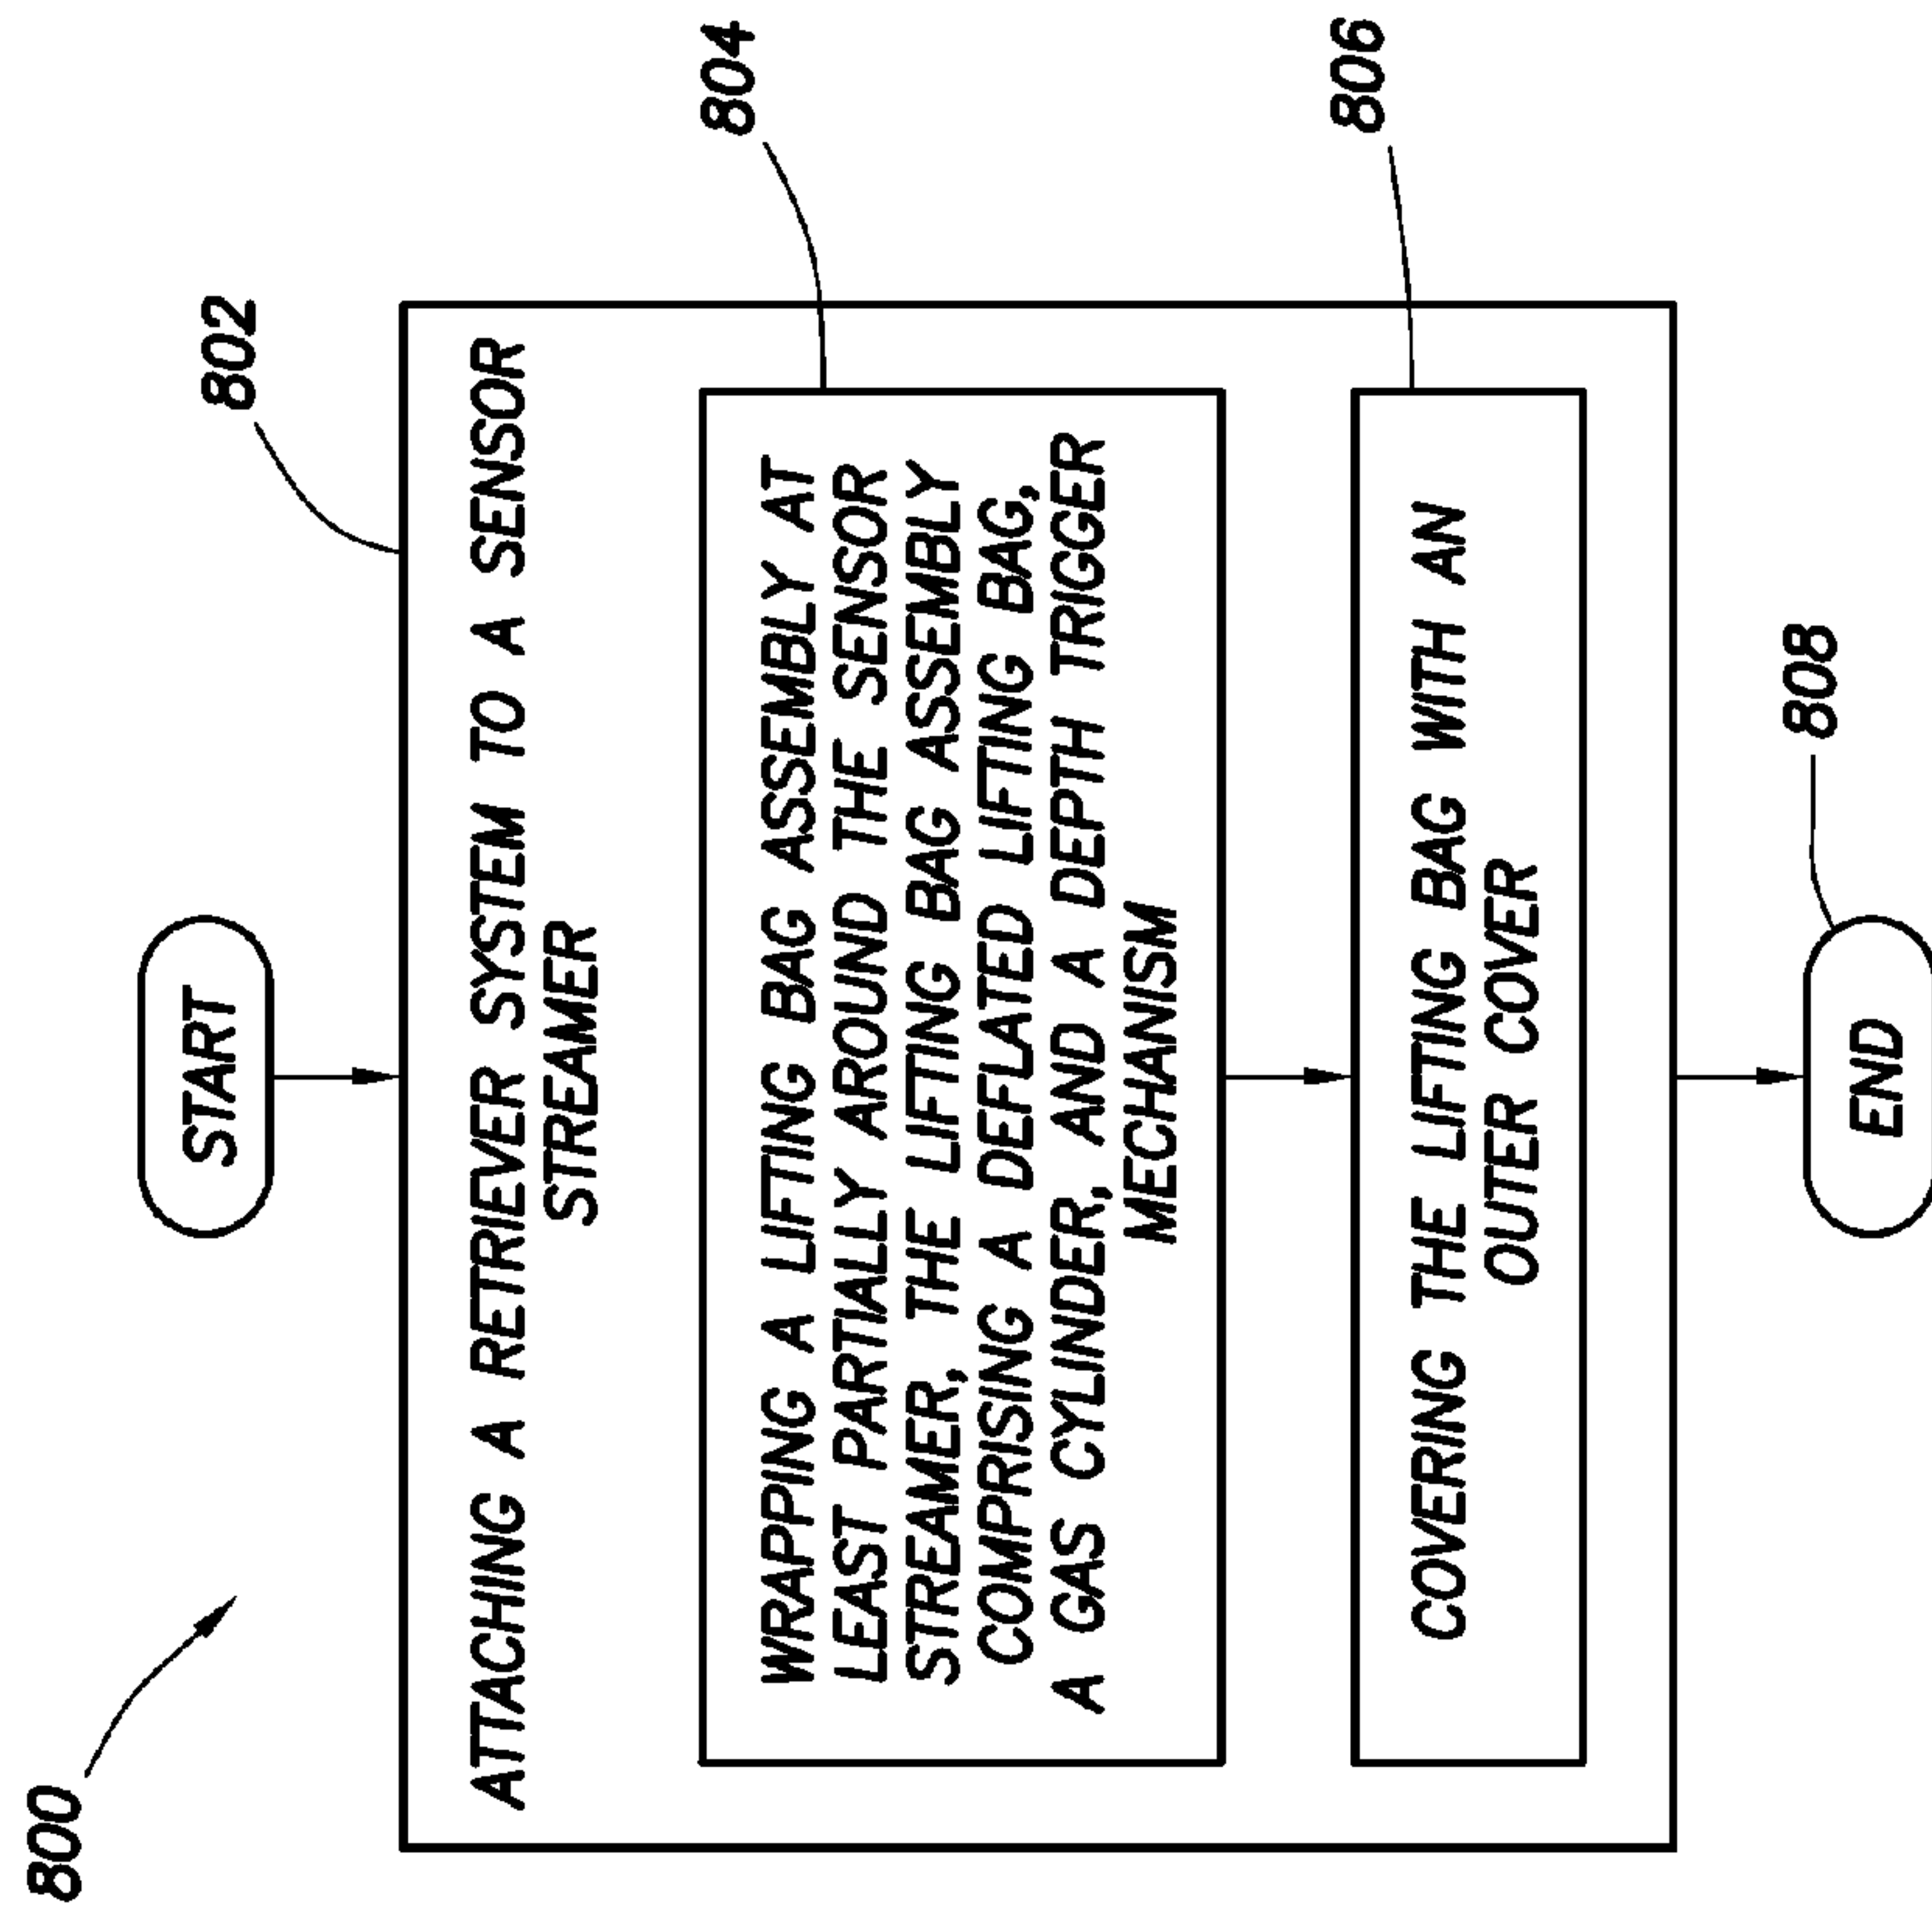 800
START
802
ATTACHING A RETRIEVER SYSTEM TO A SENSOR
STREAMER
804
WRAPPING A LIFTING BAG ASSEMBLY AT
LEAST PARTIALLY AROUND THE SENSOR
STREAMER, THE LIFTING BAG ASSEMBLY
COMPRISING A DEFLATED LIFTING BAG,
A GAS CYLINDER, AND A DEPTH TRIGGER
MECHANISM
806
COVERING THE LIFTING BAG WITH AN
OUTER COVER
808
END